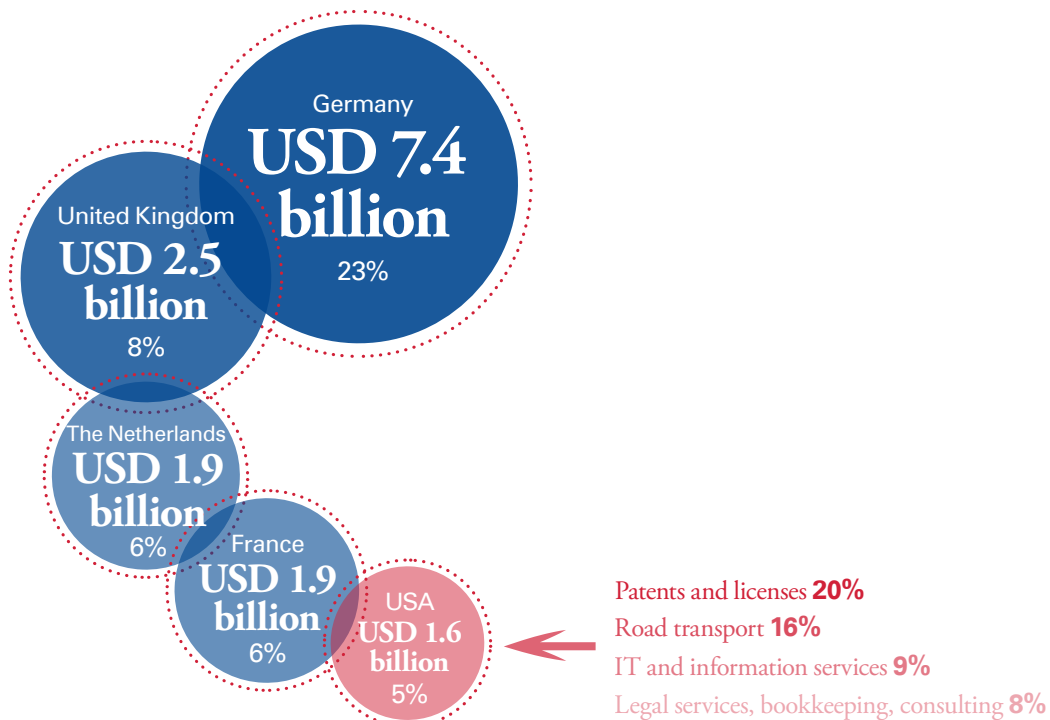 Germany
USD 7.4
billion
23%
United Kingdom
USD 2.5
billion
8%
The Netherlands
USD 1.9
billion
6%
France
USD 1.9
billion
6%
USA
USD 1.6
billion
5%
Patents and licenses 20%
Road transport 16%
IT and information services 9%
Legal services, bookkeeping, consulting 8%